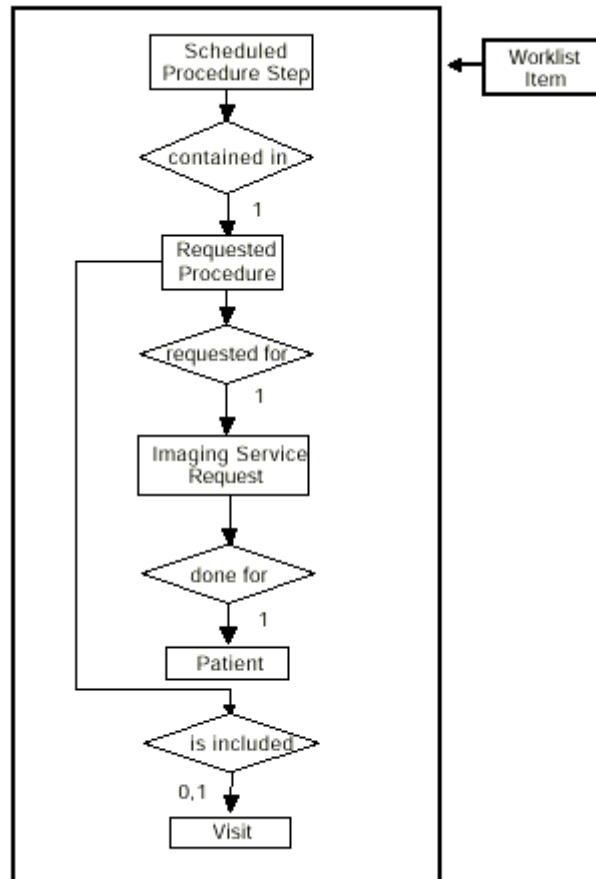 Scheduled
Procedure Step
Worklist
Item
contained in
1
Requested
Procedure
requested for
1
Imaging Service
Request
done for
1
Patient
is included
0,1
Visit